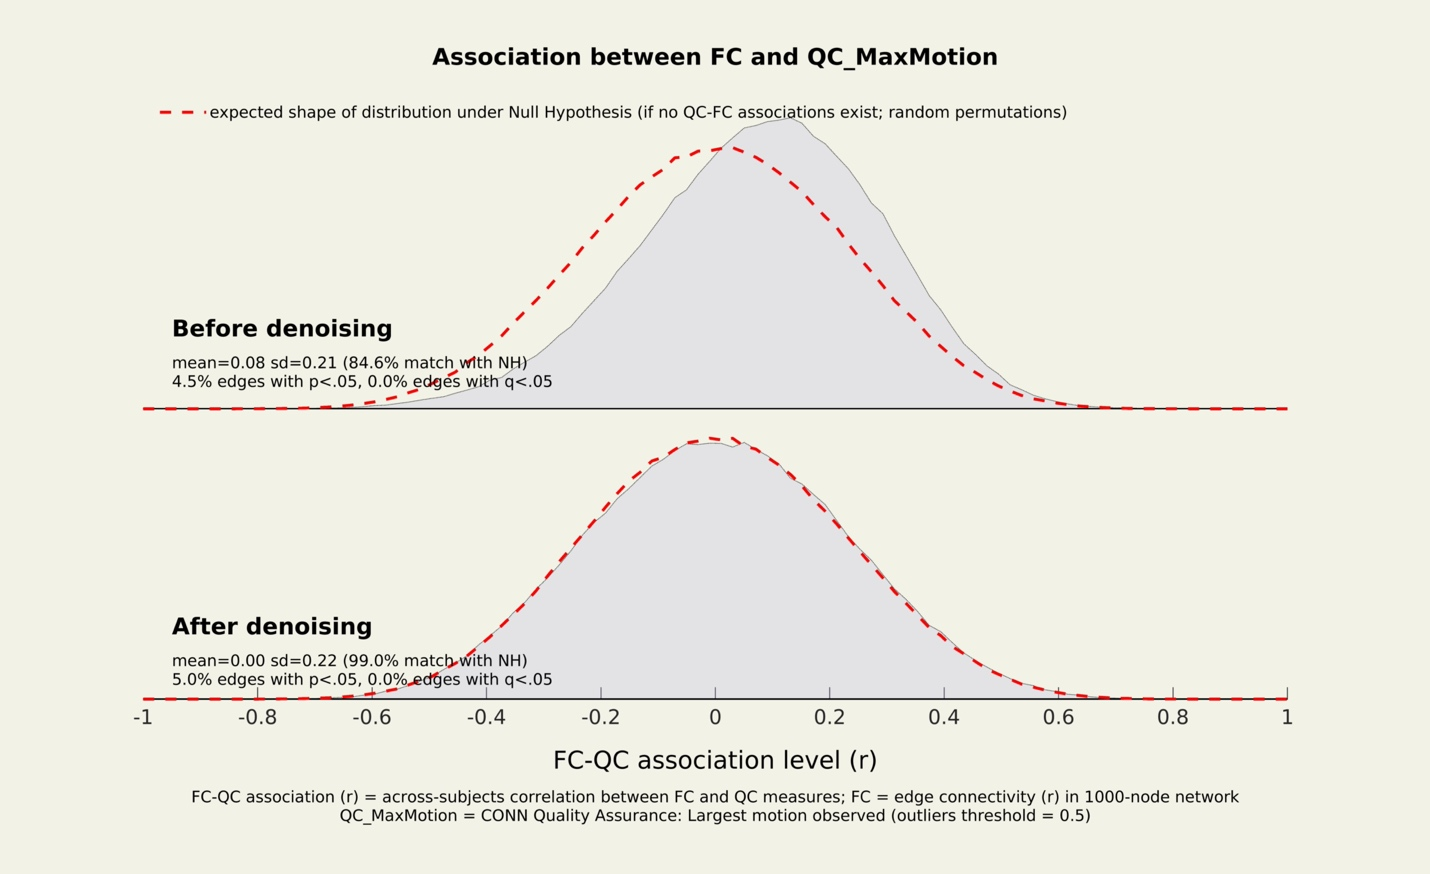 Association between FC and QC_MaxMotion
expected shape of distribution under Null Hypothesis (if no QC-FC associations exist; random permutations)
Before denoising
mean=0.08 sd=0.21 (84.6% match with NH)
4.5% edges with p<.05, 0.0% edges with q<.05
After denoising
mean=0.00 sd=0.22 (99.0% match with NH)
5.0% edges with p<.05, 0.0% edges with q<.05
-1 -0.8 -0.6 -0.4 -0.2 0 0.2 0.4 0.6 0.8 1
FC-QC association level (r)
FC-QC association (r) = across-subjects correlation between FC and QC measures; FC = edge connectivity (r) in 1000-node network
QC_MaxMotion = CONN Quality Assurance: Largest motion observed (outliers threshold = 0.5)